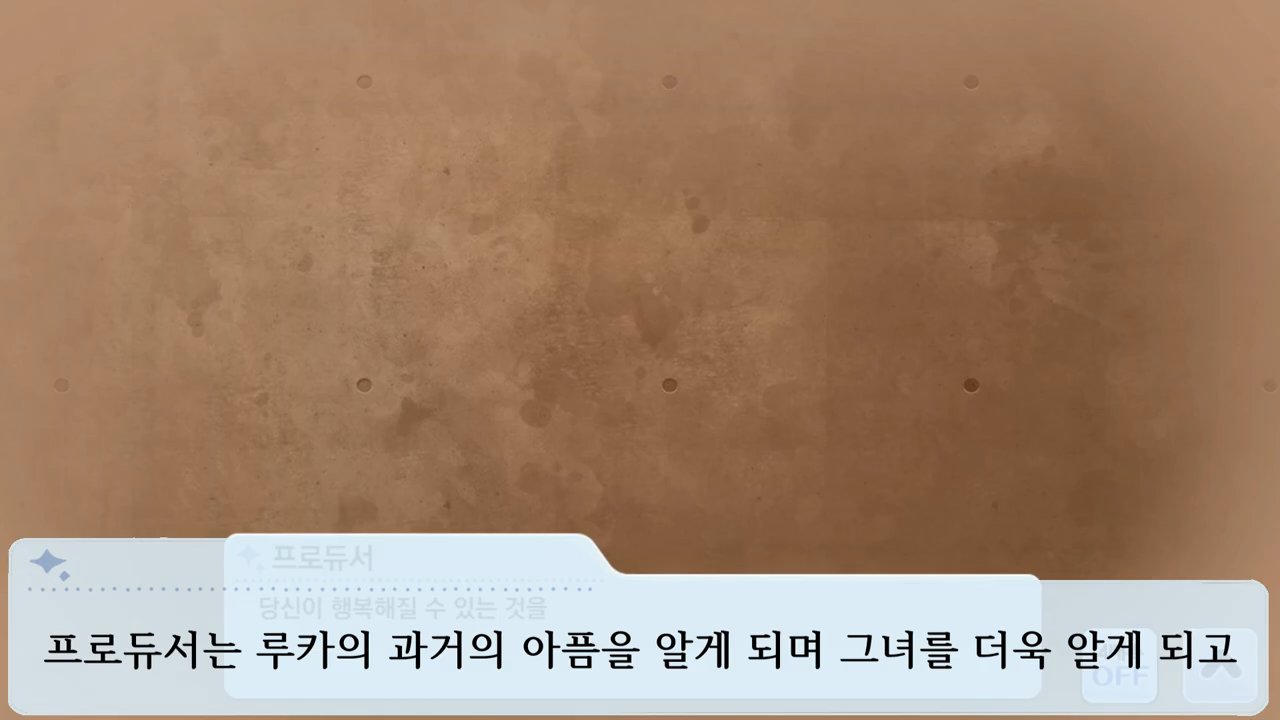 프로듀서
당신이 행복해질 수 있는 것을
프로듀서는 루카의 과거의 아픔을 알게 되며 그녀를 더욱 알게 되고
OFF